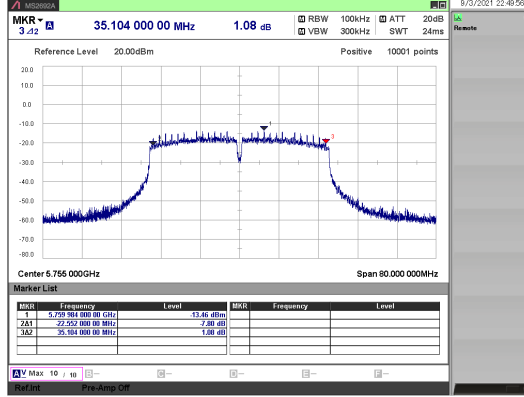 MS2692A
9/3/2021 22:49:56
MKR
3 Δ2
A
35.104 000 00 MHz
1.08 dB
M RBW 100kHz M ATT 20dB
M VBW 300kHz SWT 24ms
Remote
Reference Level 20.00dBm
Positive 10001 points
20.0
10.0
0.0
-10.0
1
2
3
-20.0
-30.0
-40.0
-50.0
-60.0
-70.0
-80.0
Center 5.755 000GHz
Span 80.000 000MHz
Marker List
MKR Frequency Level MKR Frequency Level
1 5.759 984 000 00 GHz -13.46 dBm
2Δ1 -22.552 000 00 MHz -7.80 dB
3Δ2 35.104 000 00 MHz 1.08 dB
A V Max 10 / 10 B — C — D — E — F —
Ref.Int Pre-Amp Off